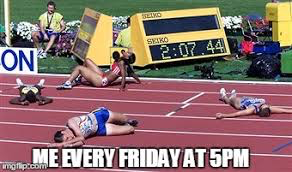 SEIKO
SEIKO
2:07 44
ON
ME EVERY FRIDAY AT 5PM
imgflip.com